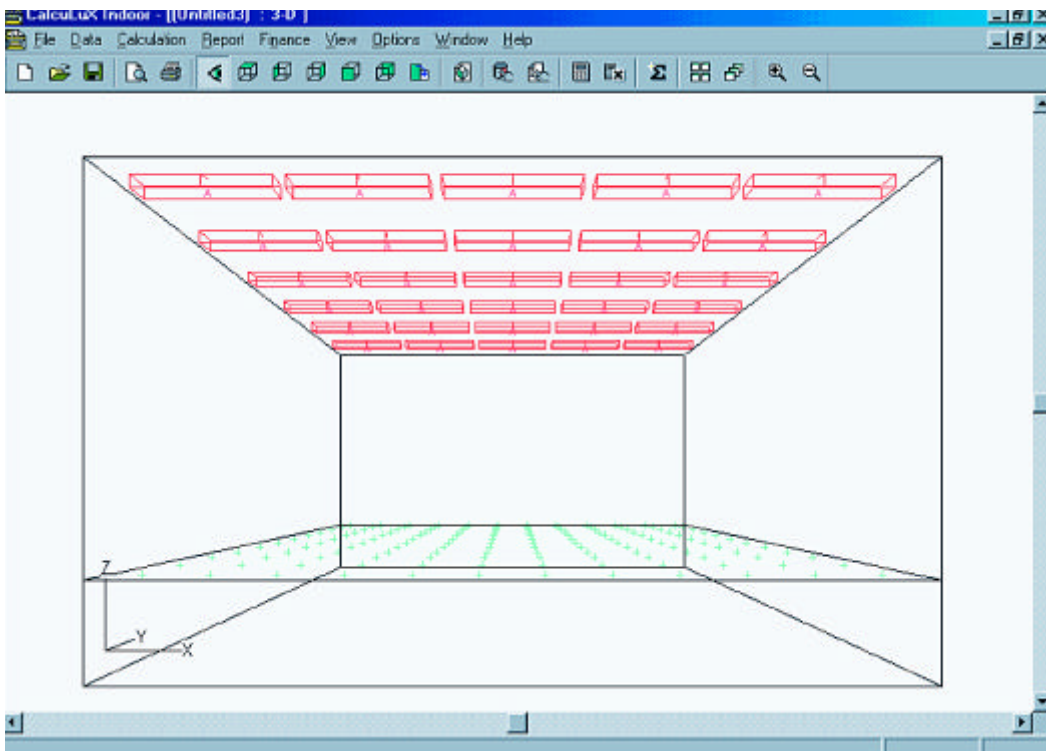 CalcuLuX Indoor - [(Untitled3) : 3-D ]
File Data Calculation Report Finance View Options Window Help
A A A A A
A A A A A
A A A A A
A A A A A
A A A A A
A A A A A
Z
Y
X